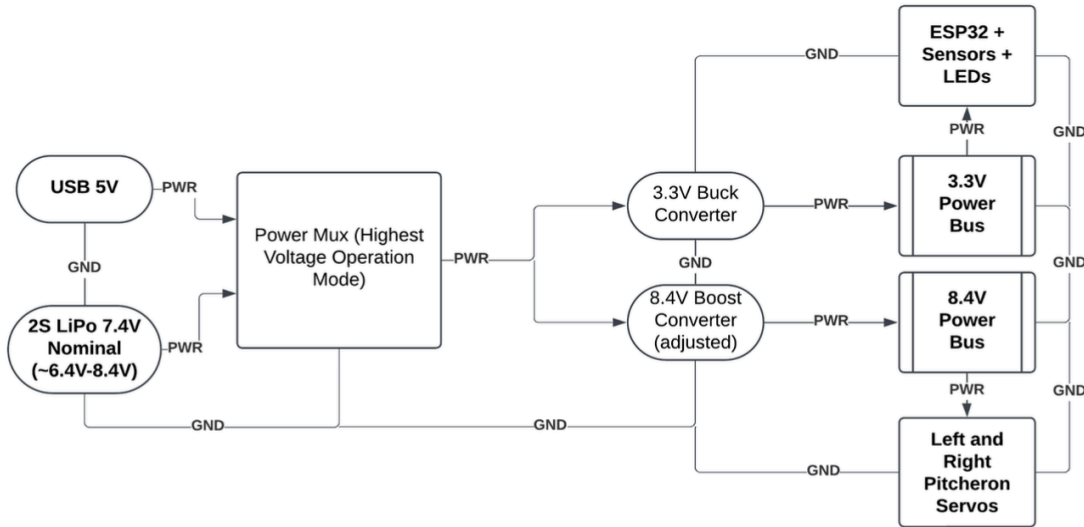 ESP32 +
Sensors +
LEDs
GND
PWR
GND
USB 5V
PWR
GND
2S LiPo 7.4V
Nominal
(~6.4V-8.4V)
PWR
Power Mux (Highest
Voltage Operation
Mode)
PWR
3.3V Buck
Converter
PWR
3.3V
Power
Bus
GND
GND
8.4V Boost
Converter
(adjusted)
PWR
8.4V
Power
Bus
PWR
GND
GND
GND
GND
Left and
Right
Pitcheron
Servos